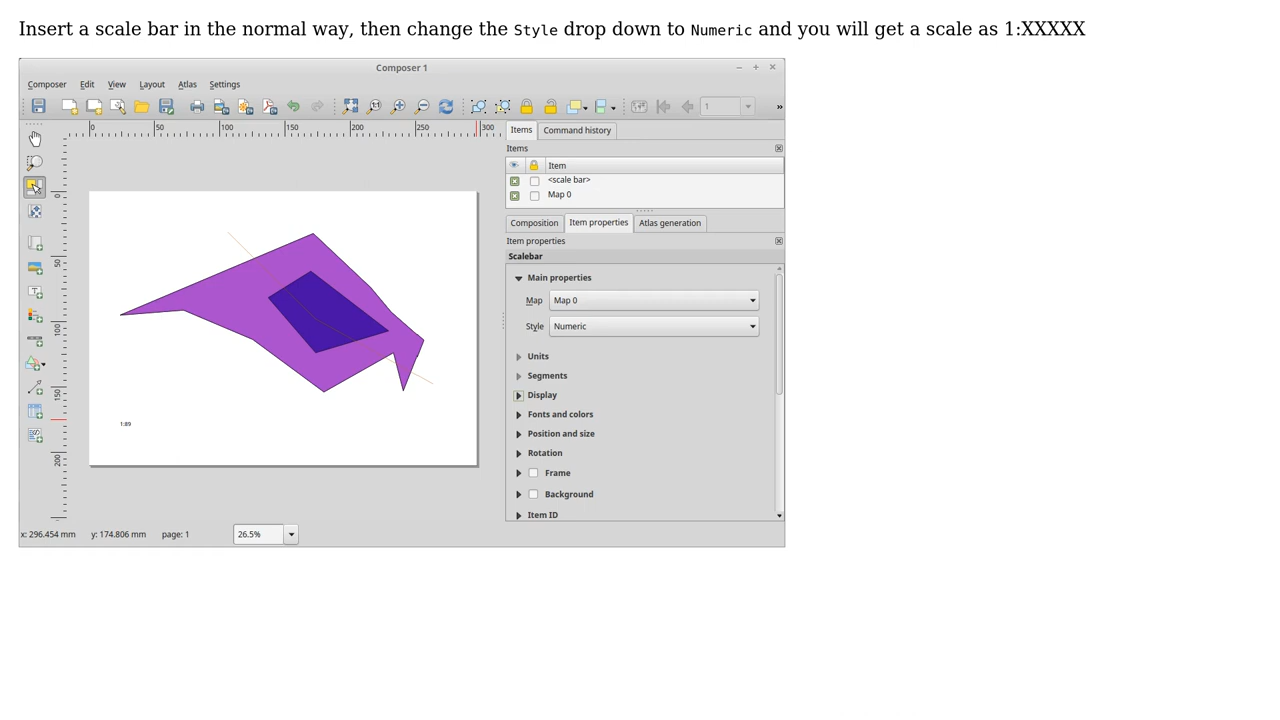 Insert a scale bar in the normal way, then change the Style drop down to Numeric and you will get a scale as 1:XXXXX
Composer 1
Composer Edit View Layout Atlas Settings
1 »
0 50 100 150 200 250 300
0
50
100
150
200
1:89
Items Command history
Items
Item
<scale bar>
Map 0
Composition Item properties Atlas generation
Item properties
Scalebar
Main properties
Map Map 0
Style Numeric
Units
Segments
Display
Fonts and colors
Position and size
Rotation
Frame
Background
Item ID
x: 296.454 mm y: 174.806 mm page: 1 26.5%